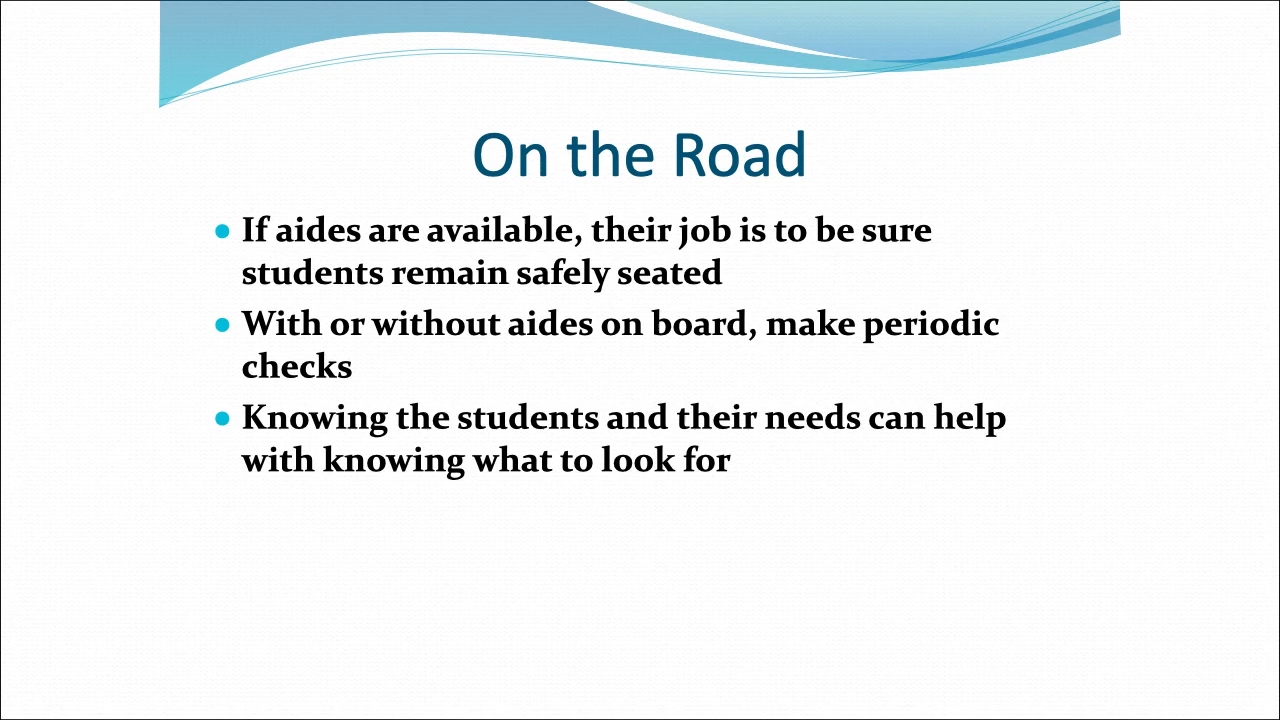 On the Road
• If aides are available, their job is to be sure
students remain safely seated
• With or without aides on board, make periodic
checks
• Knowing the students and their needs can help
with knowing what to look for